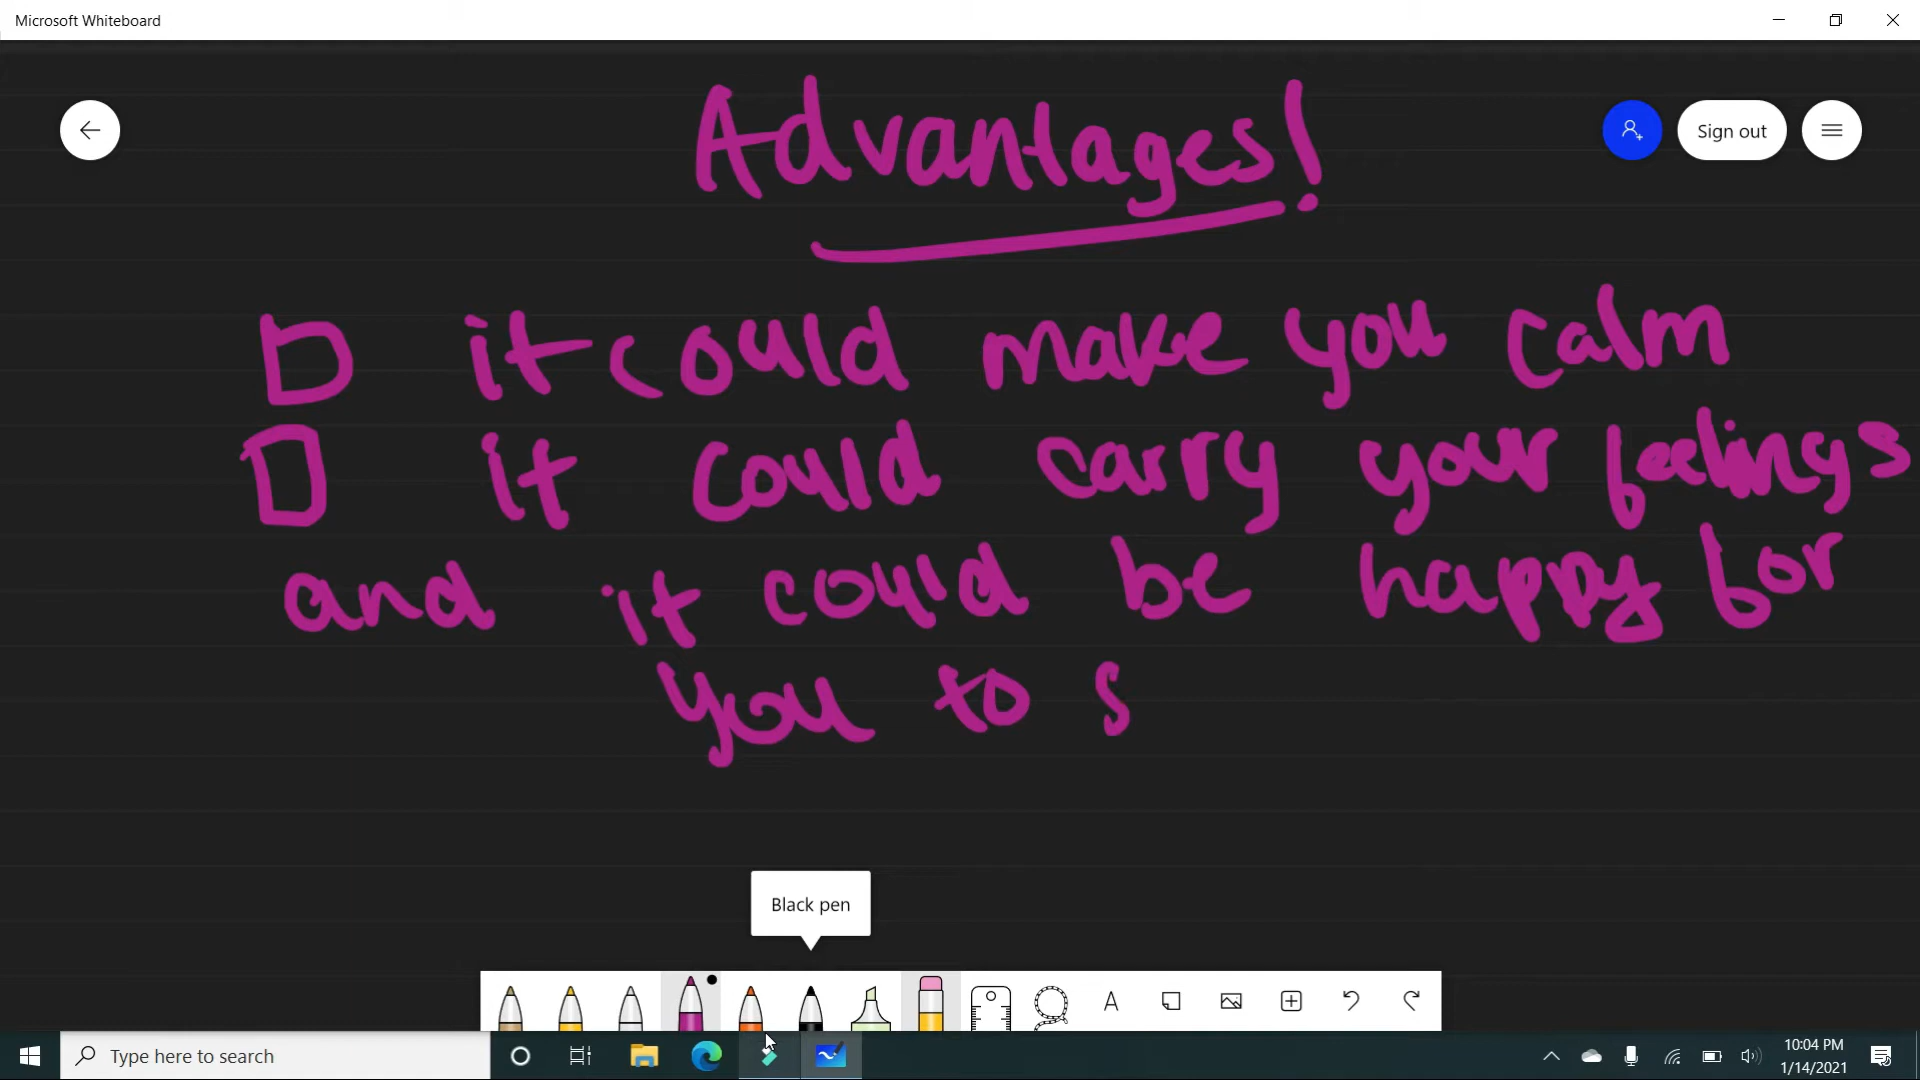 Microsoft Whiteboard
Advantages!
Sign out
it could make you calm
it could carry your feelings
and it could be happy for
you to s
Black pen
A
Type here to search
10:04 PM
1/14/2021